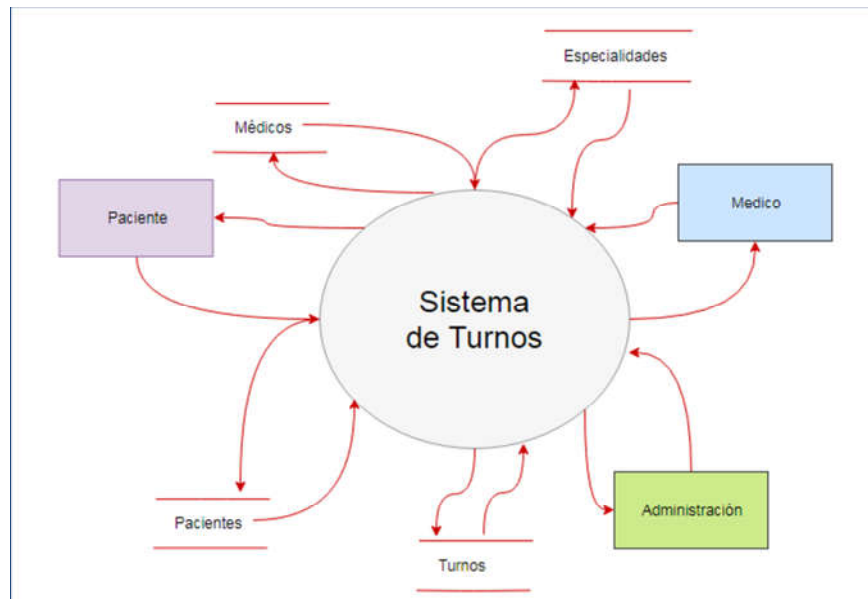 Especialidades
Médicos
Paciente
Medico
Sistema
de Turnos
Pacientes
Turnos
Administración